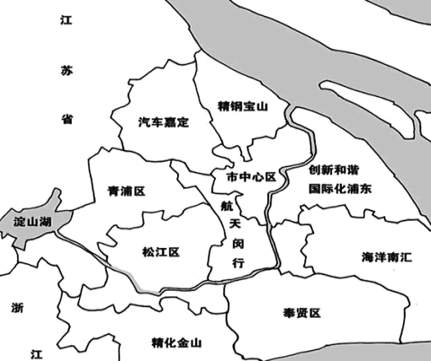 江
苏
省
精钢宝山
汽车嘉定
市中心区
创新和谐
国际化浦东
青浦区
航
天
闵
行
淀山湖
松江区
海洋南汇
浙
江
奉贤区
精化金山